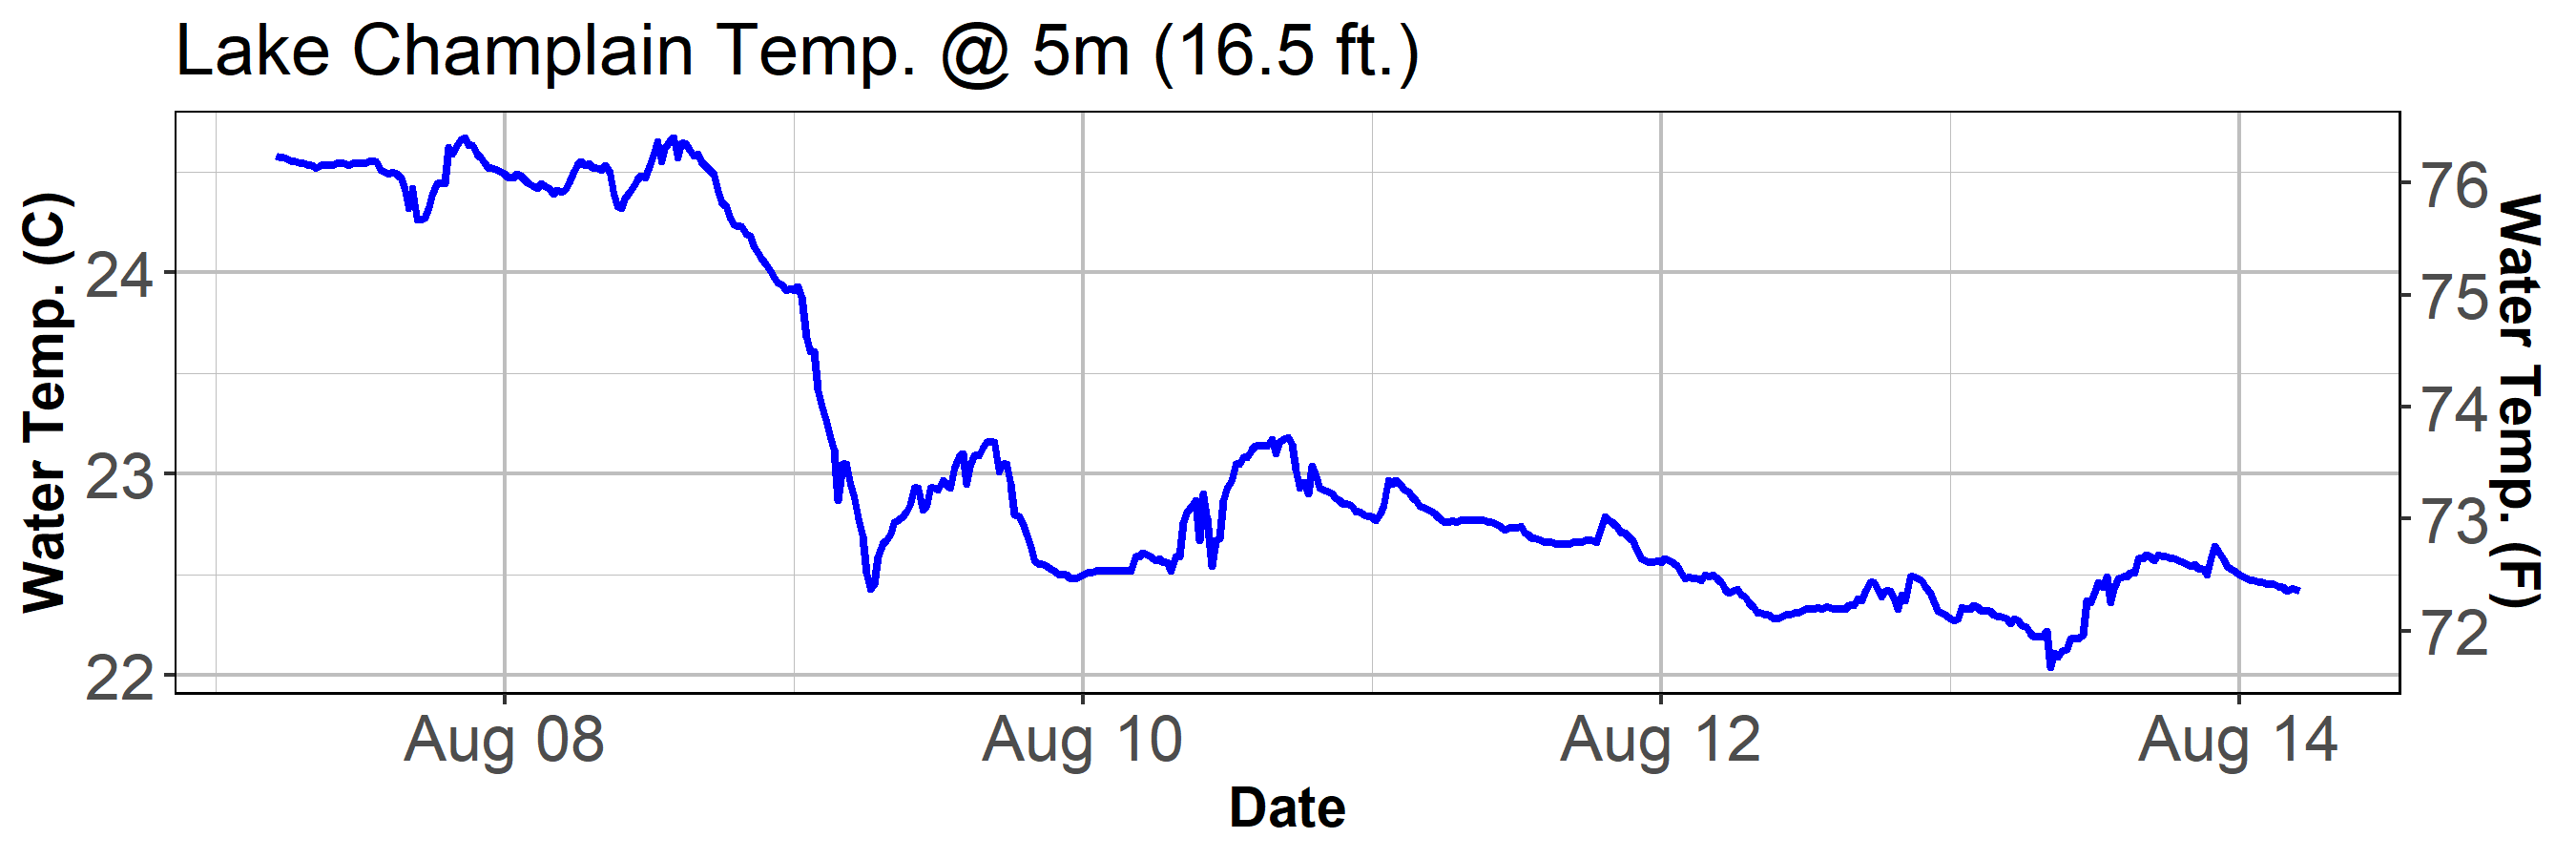 Lake Champlain Temp. @ 5m (16.5 ft.)
Water Temp. (C)
24
23
22
76
75
74
73
72
Water Temp. (F)
Aug 08
Aug 10
Aug 12
Aug 14
Date